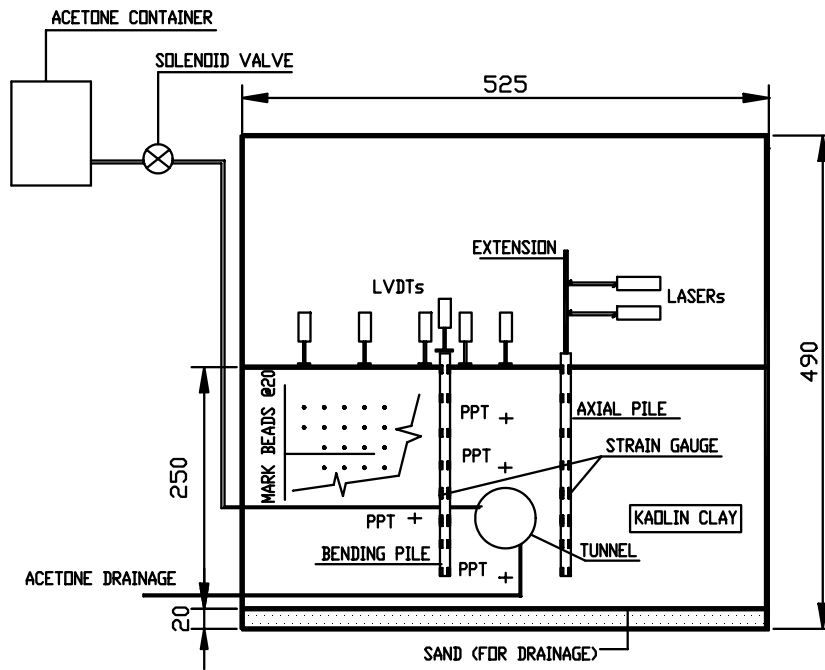 ACETONE CONTAINER
SOLENOID VALVE
525
EXTENSION
LVDTs
LASERs
490
MARK BEADS @20
PPT
AXIAL PILE
STRAIN GAUGE
PPT
250
PPT
KAOLIN CLAY
BENDING PILE
TUNNEL
PPT
ACETONE DRAINAGE
20
SAND (FOR DRAINAGE)